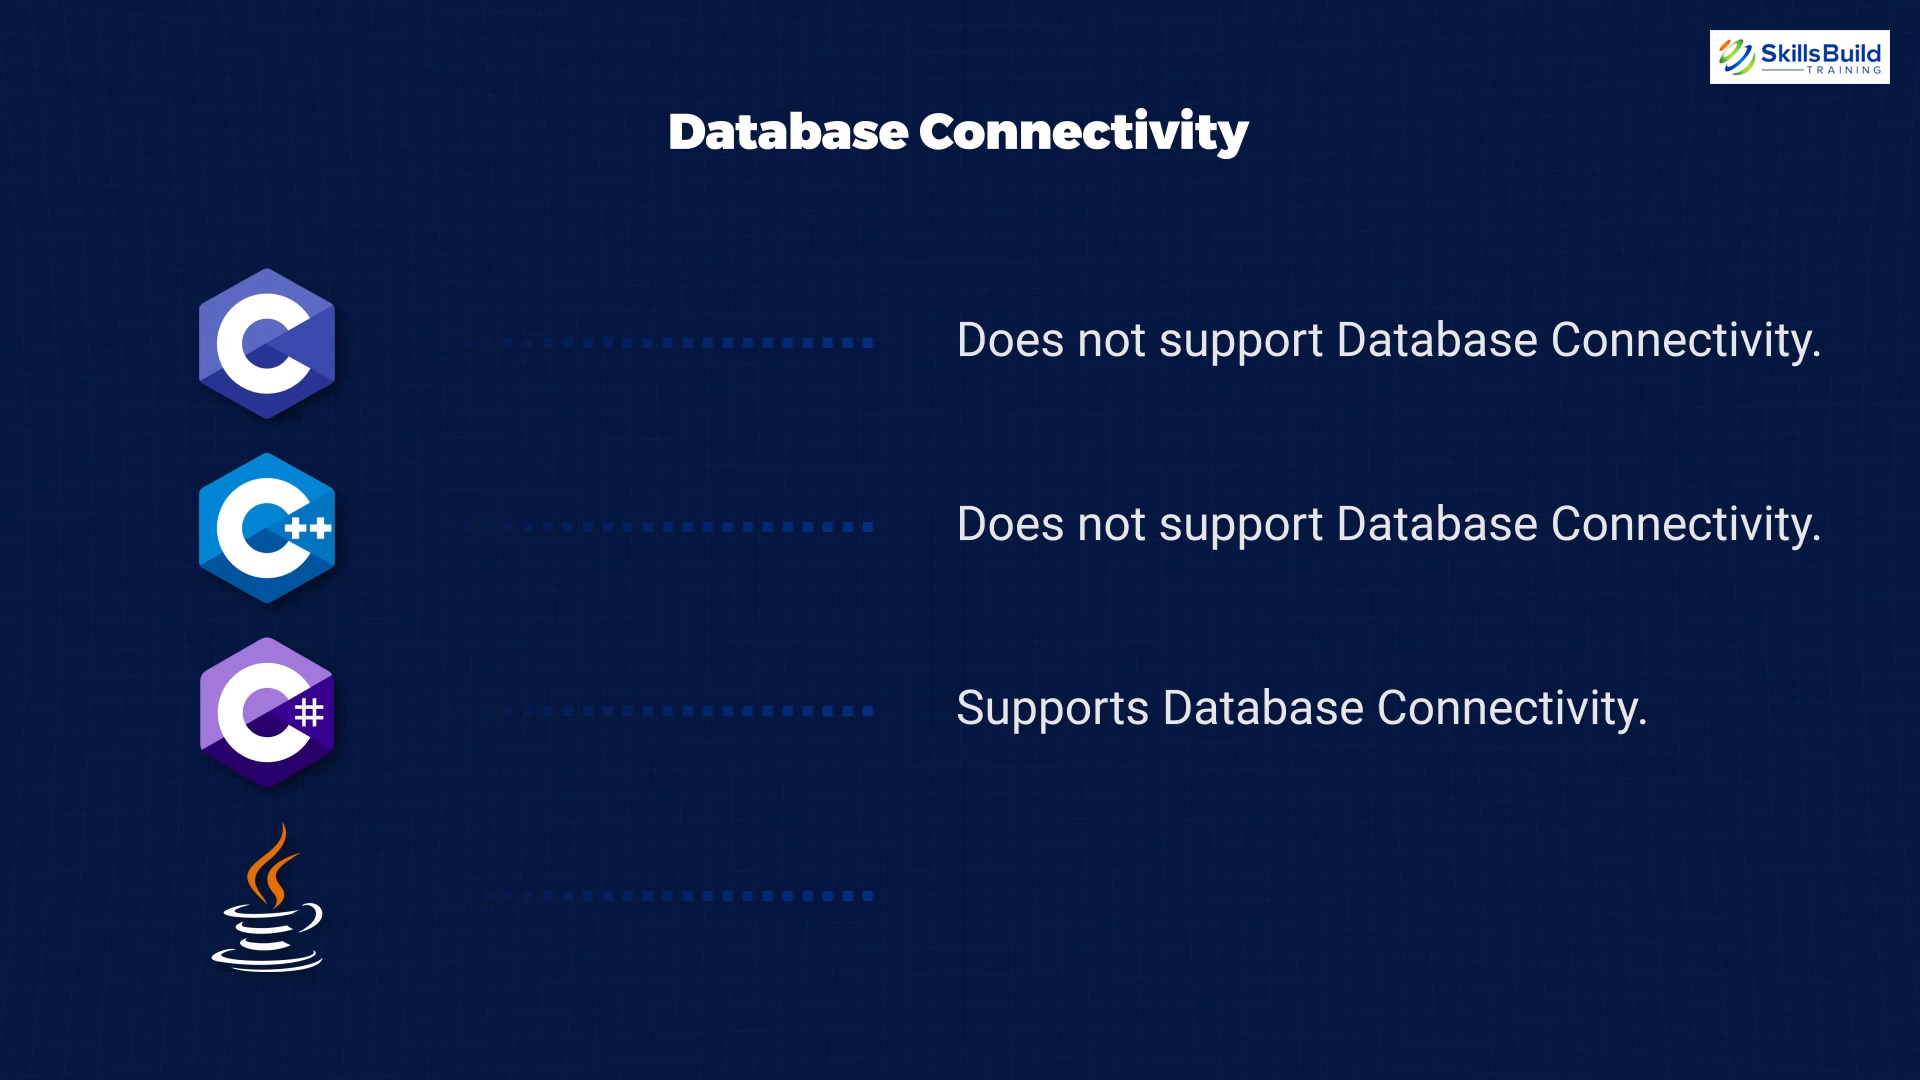 SkillsBuild
TRAINING
Database Connectivity
C
Does not support Database Connectivity.
C++
Does not support Database Connectivity.
C#
Supports Database Connectivity.